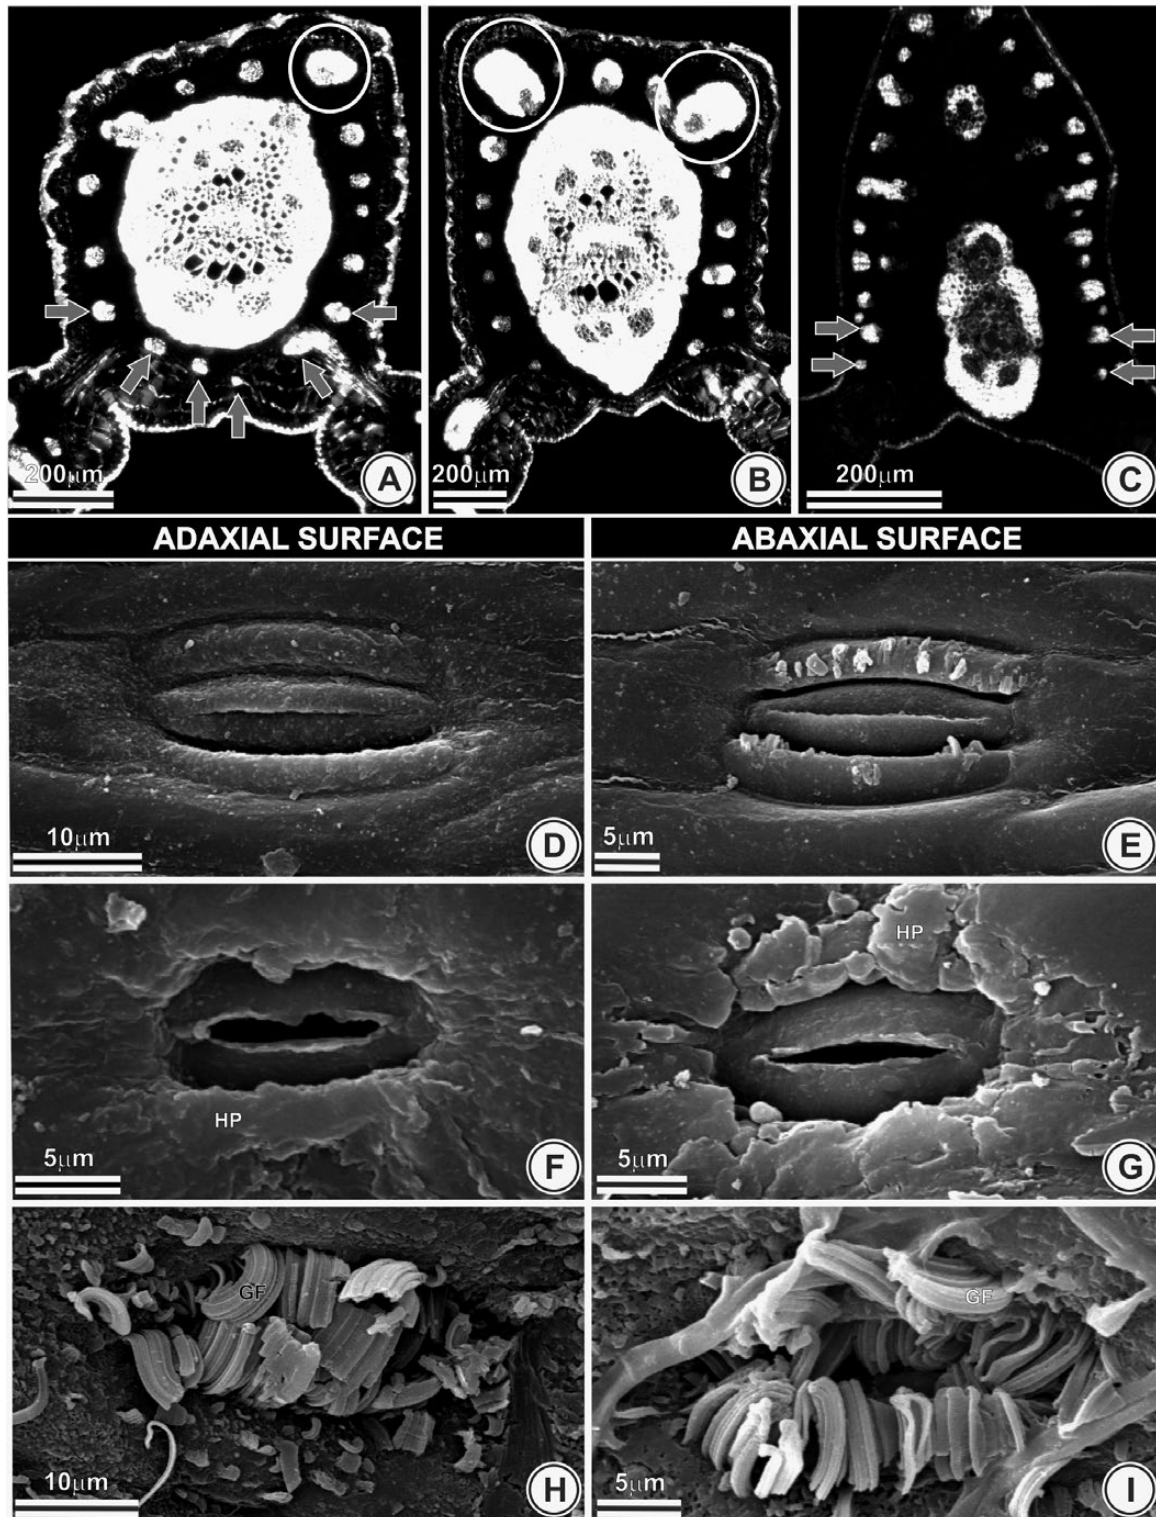 200μm
A
200μm
B
200μm
C
ADAXIAL SURFACE
ABAXIAL SURFACE
10μm
D
5μm
E
HP
5μm
F
HP
5μm
G
GF
10μm
H
GF
5μm
I